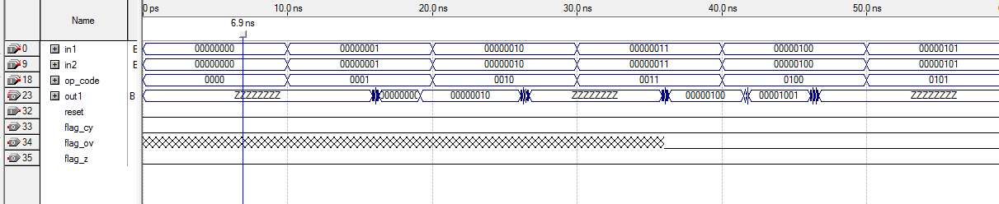 0 ps 10.0 ns 20.0 ns 30.0 ns 40.0 ns 50.0 ns
Name
6.9 ns
0 in1 B 00000000 00000001 00000010 00000011 00000100 00000101
9 in2 B 00000000 00000001 00000010 00000011 00000100 00000101
18 op_code 0000 0001 0010 0011 0100 0101
23 out1 B ZZZZZZZZ 00000010 ZZZZZZZZ 00000100 00001001 ZZZZZZZZ
32 reset
33 flag_cy
34 flag_ov
35 flag_z